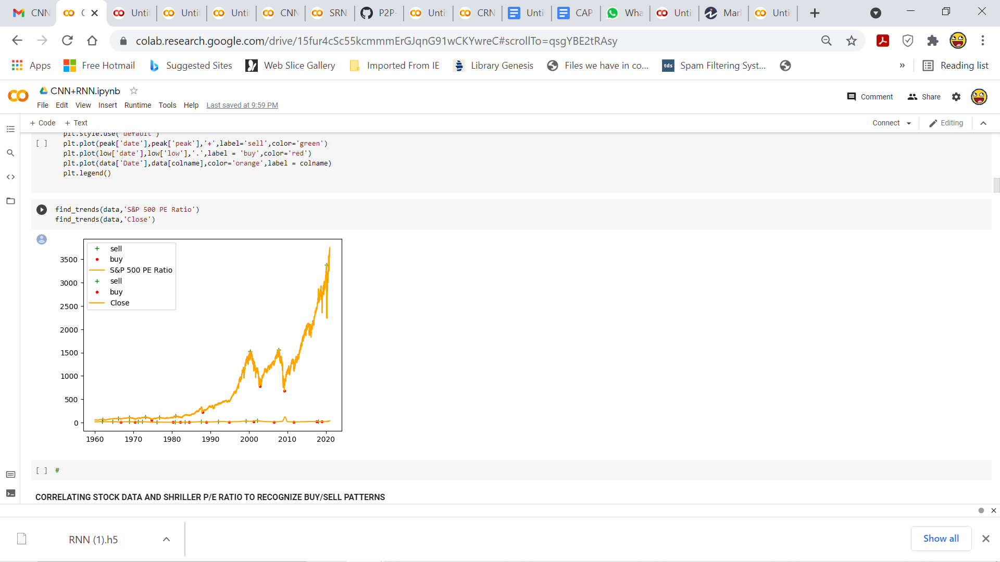 CNN
C
Untit
Unti
Unti
CNN
SRN
P2P-
Unti
CRN
Unti
CAP
Wha
Unti
Marl
Unti
colab.research.google.com/drive/15fur4cSc55kcmmmErGJqnG91wCKYwreC#scrollTo=qsgYBE2tRAsy
Apps Free Hotmail Suggested Sites Web Slice Gallery Imported From IE Library Genesis Files we have in co... tds Spam Filtering Syst... » Reading list
CNN+RNN.ipynb
File Edit View Insert Runtime Tools Help Last saved at 9:59 PM
Comment Share
+ Code + Text
Connect Editing
plt.style.use('default')
[ ] plt.plot(peak['date'],peak['peak'],'+',label='sell',color='green')
plt.plot(low['date'],low['low'],'.',label = 'buy',color='red')
plt.plot(data['Date'],data[colname],color='orange',label = colname)
plt.legend()
find_trends(data,'S&P 500 PE Ratio')
find_trends(data,'Close')
sell
buy
S&P 500 PE Ratio
sell
buy
Close
3500
3000
2500
2000
1500
1000
500
0
1960 1970 1980 1990 2000 2010 2020
[ ] #
CORRELATING STOCK DATA AND SHRILLER P/E RATIO TO RECOGNIZE BUY/SELL PATTERNS
RNN (1).h5
Show all